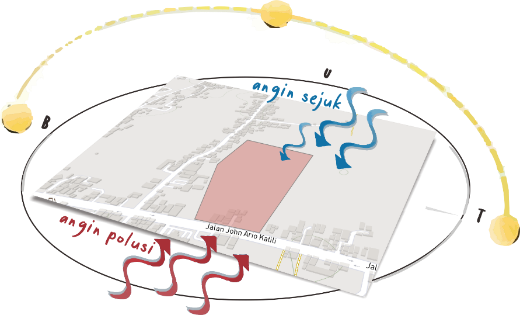 U
angin sejuk
B
T
angin polusi
Jalan John Ario Katili
Jal